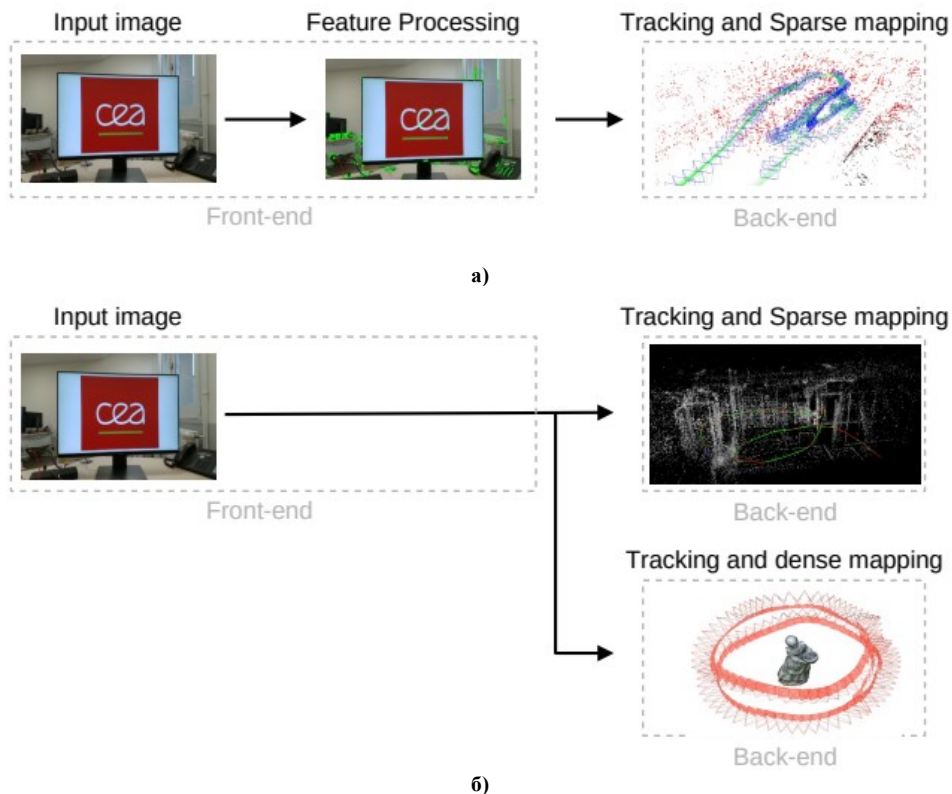 Input image Feature Processing Tracking and Sparse mapping
cea cea
Front-end Back-end
а)
Input image Tracking and Sparse mapping
cea
Front-end Back-end
Tracking and dense mapping
Back-end
б)